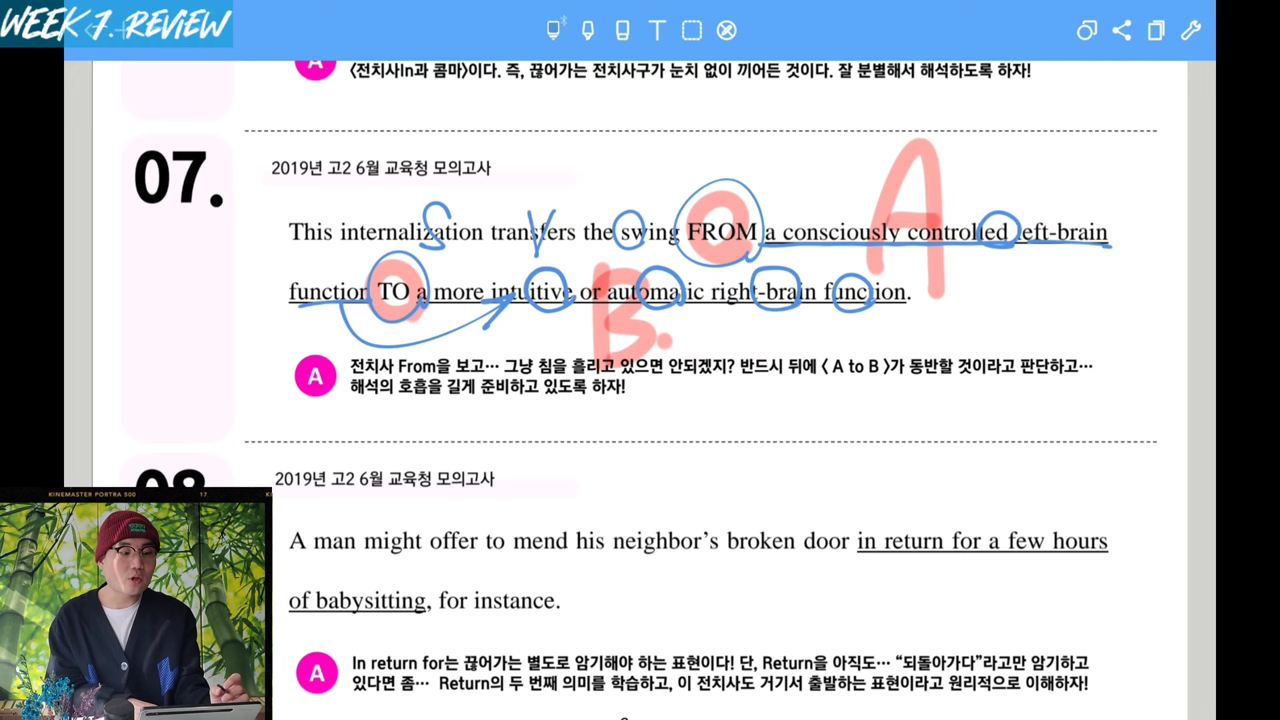 WEEK 7. REVIEW
T
A
〈전치사In과 콤마〉이다. 즉, 끊어가는 전치사구가 눈치 없이 끼어든 것이다. 잘 분별해서 해석하도록 하자!
07.
2019년 고2 6월 교육청 모의고사
S V O A
This internalization transfers the swing FROM a consciously controlled left-brain
function TO a more intuitive or automatic right-brain function.
B.
A
전치사 From을 보고… 그냥 침을 흘리고 있으면 안되겠지? 반드시 뒤에 〈 A to B 〉가 동반할 것이라고 판단하고…
해석의 호흡을 길게 준비하고 있도록 하자!
08
2019년 고2 6월 교육청 모의고사
KINEMASTER PORTRA 500 17 KI
A man might offer to mend his neighbor’s broken door in return for a few hours
of babysitting, for instance.
A
In return for는 끊어가는 별도로 암기해야 하는 표현이다! 단, Return을 아직도… “되돌아가다”라고만 암기하고
있다면 좀… Return의 두 번째 의미를 학습하고, 이 전치사도 거기서 출발하는 표현이라고 원리적으로 이해하자!